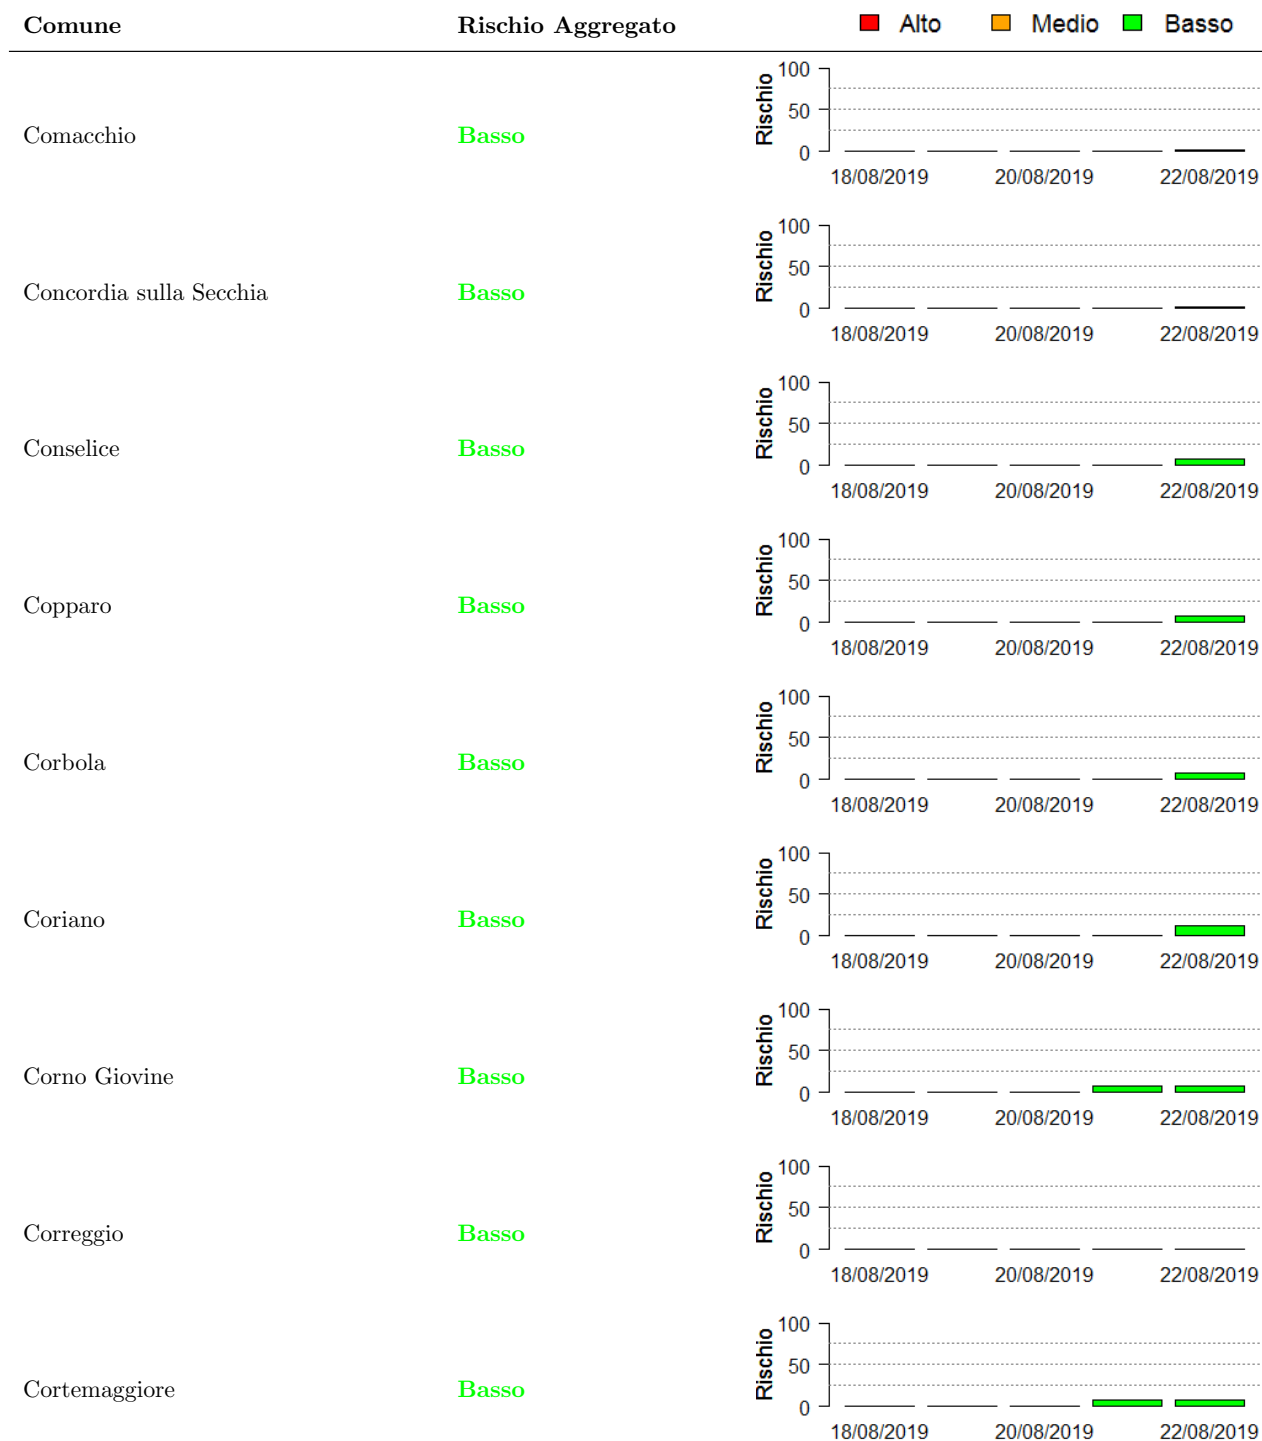 Comune Rischio Aggregato Alto Medio Basso
100
50
0
Rischio
Comacchio Basso
18/08/2019 20/08/2019 22/08/2019
100
50
0
Rischio
Concordia sulla Secchia Basso
18/08/2019 20/08/2019 22/08/2019
100
50
0
Rischio
Conselice Basso
18/08/2019 20/08/2019 22/08/2019
100
50
0
Rischio
Copparo Basso
18/08/2019 20/08/2019 22/08/2019
100
50
0
Rischio
Corbola Basso
18/08/2019 20/08/2019 22/08/2019
100
50
0
Rischio
Coriano Basso
18/08/2019 20/08/2019 22/08/2019
100
50
0
Rischio
Corno Giovine Basso
18/08/2019 20/08/2019 22/08/2019
100
50
0
Rischio
Correggio Basso
18/08/2019 20/08/2019 22/08/2019
100
50
0
Rischio
Cortemaggiore Basso
18/08/2019 20/08/2019 22/08/2019